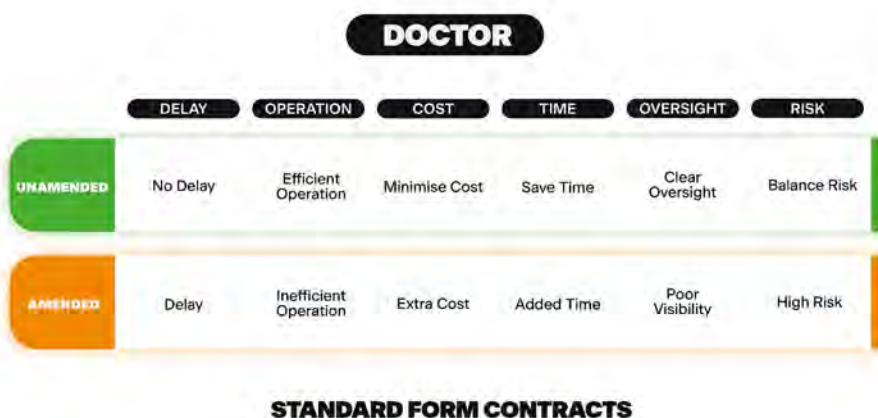 DOCTOR
DELAY OPERATION COST TIME OVERSIGHT RISK
UNAMENDED No Delay Efficient Operation Minimise Cost Save Time Clear Oversight Balance Risk
AMENDED Delay Inefficient Operation Extra Cost Added Time Poor Visibility High Risk
STANDARD FORM CONTRACTS